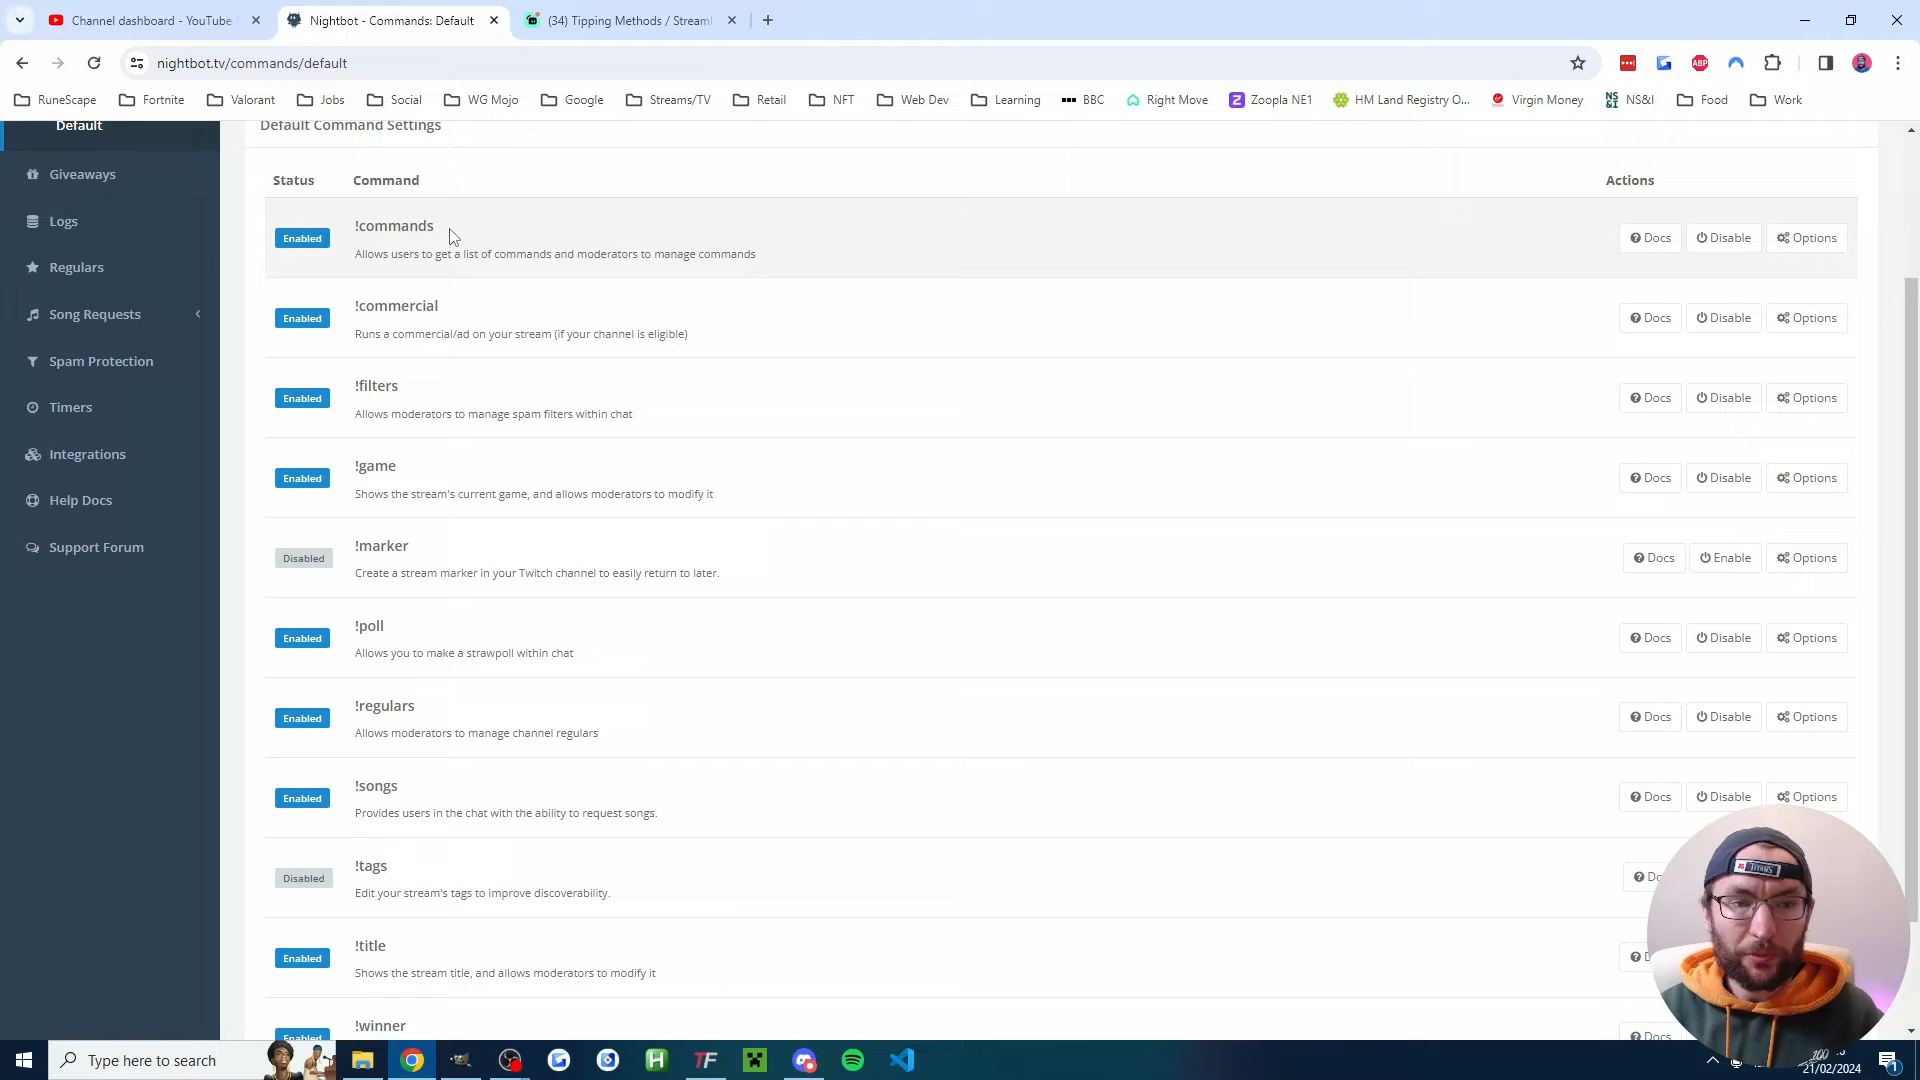 Channel dashboard - YouTube
Nightbot - Commands: Default
(34) Tipping Methods / Streaml
nightbot.tv/commands/default
ABP
RuneScape
Fortnite
Valorant
Jobs
Social
WG Mojo
Google
Streams/TV
Retail
NFT
Web Dev
Learning
BBC
Right Move
Zoopla NE1
HM Land Registry O...
Virgin Money
NS&I
Food
Work
Default
Giveaways
Logs
Regulars
Song Requests
Spam Protection
Timers
Integrations
Help Docs
Support Forum
Default Command Settings
Status Command Actions
Enabled !commands Docs Disable Options
Allows users to get a list of commands and moderators to manage commands
Enabled !commercial Docs Disable Options
Runs a commercial/ad on your stream (if your channel is eligible)
Enabled !filters Docs Disable Options
Allows moderators to manage spam filters within chat
Enabled !game Docs Disable Options
Shows the stream's current game, and allows moderators to modify it
Disabled !marker Docs Enable Options
Create a stream marker in your Twitch channel to easily return to later.
Enabled !poll Docs Disable Options
Allows you to make a strawpoll within chat
Enabled !regulars Docs Disable Options
Allows moderators to manage channel regulars
Enabled !songs Docs Disable Options
Provides users in the chat with the ability to request songs.
Disabled !tags
Edit your stream's tags to improve discoverability.
Enabled !title
Shows the stream title, and allows moderators to modify it
Enabled !winner
Type here to search
TF
21/02/2024
1